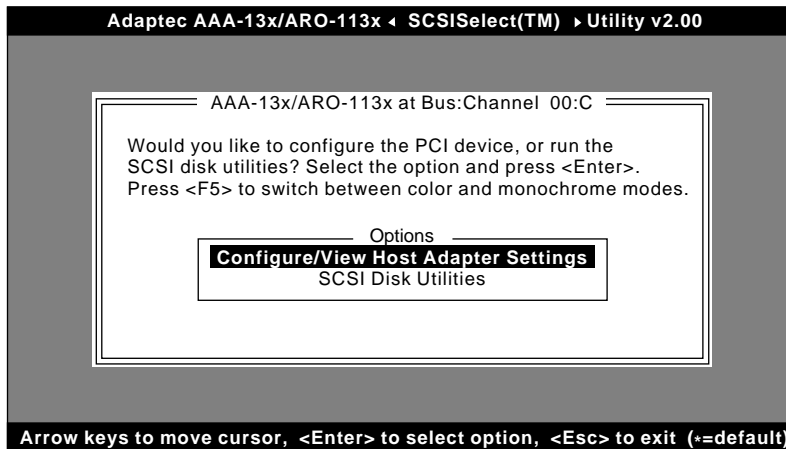 Adaptec AAA-13x/ARO-113x ◂ SCSISelect(TM) ▸ Utility v2.00
AAA-13x/ARO-113x at Bus:Channel 00:C
Would you like to configure the PCI device, or run the
SCSI disk utilities? Select the option and press <Enter>.
Press <F5> to switch between color and monochrome modes.
Options
Configure/View Host Adapter Settings
SCSI Disk Utilities
Arrow keys to move cursor, <Enter> to select option, <Esc> to exit (*=default)